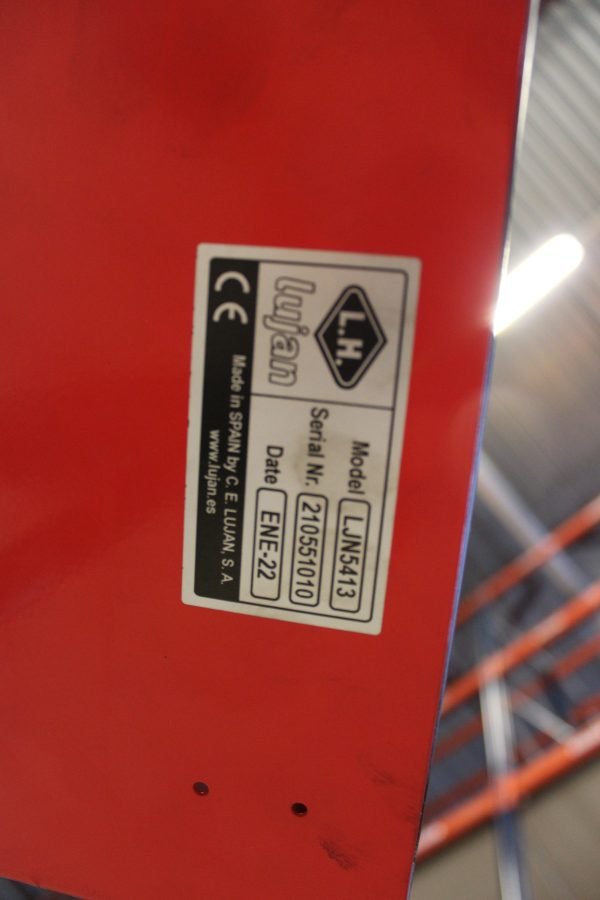 L.H.
lujan
Model LJN5413
Serial Nr. 210551010
Date ENE-22
CE
Made in SPAIN by C. E. LUJAN, S. A
www.lujan.es